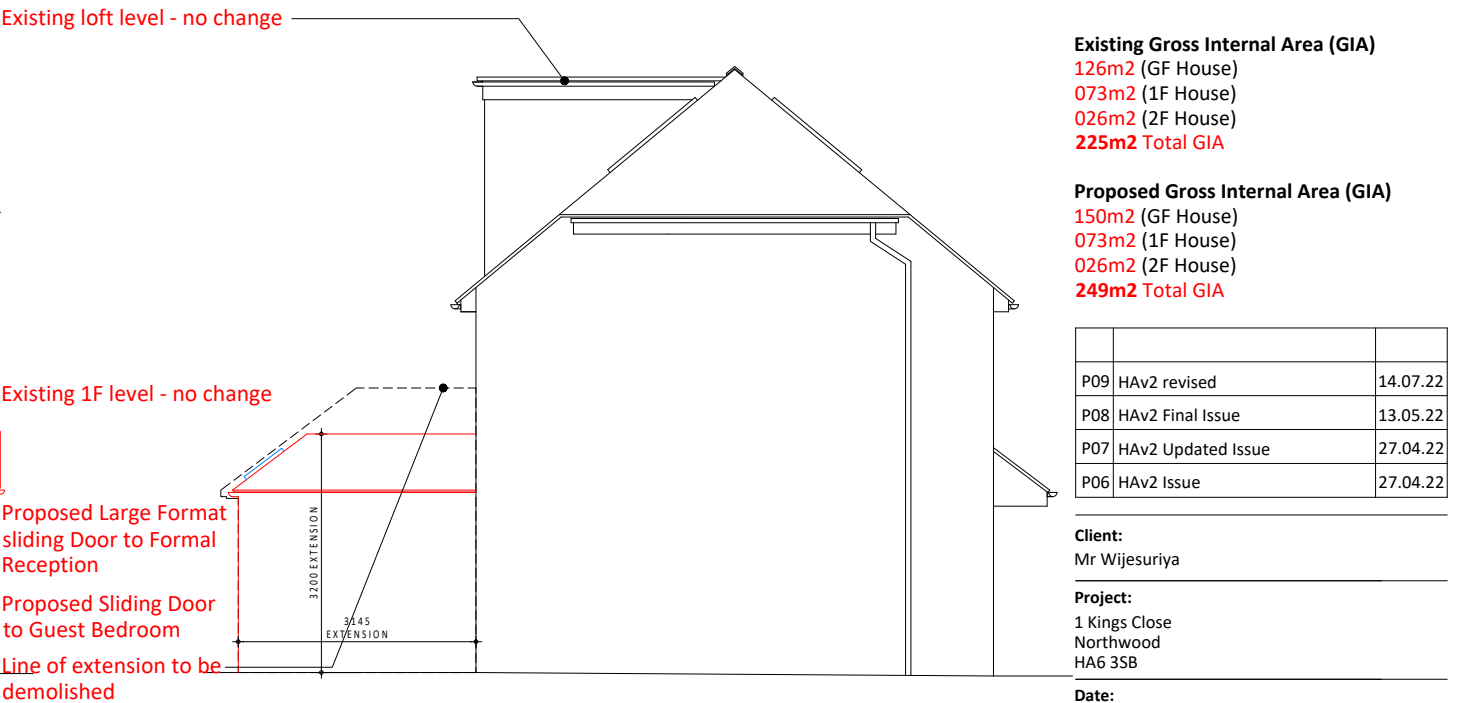 Existing loft level - no change
Existing 1F level - no change
Proposed Large Format
sliding Door to Formal
Reception
Proposed Sliding Door
to Guest Bedroom
Line of extension to be
demolished
3200 EXTENSION
3145
EXTENSION
Existing Gross Internal Area (GIA)
126m2 (GF House)
073m2 (1F House)
026m2 (2F House)
225m2 Total GIA
Proposed Gross Internal Area (GIA)
150m2 (GF House)
073m2 (1F House)
026m2 (2F House)
249m2 Total GIA
P09 HAv2 revised 14.07.22
P08 HAv2 Final Issue 13.05.22
P07 HAv2 Updated Issue 27.04.22
P06 HAv2 Issue 27.04.22
Client:
Mr Wijesuriya
Project:
1 Kings Close
Northwood
HA6 3SB
Date: